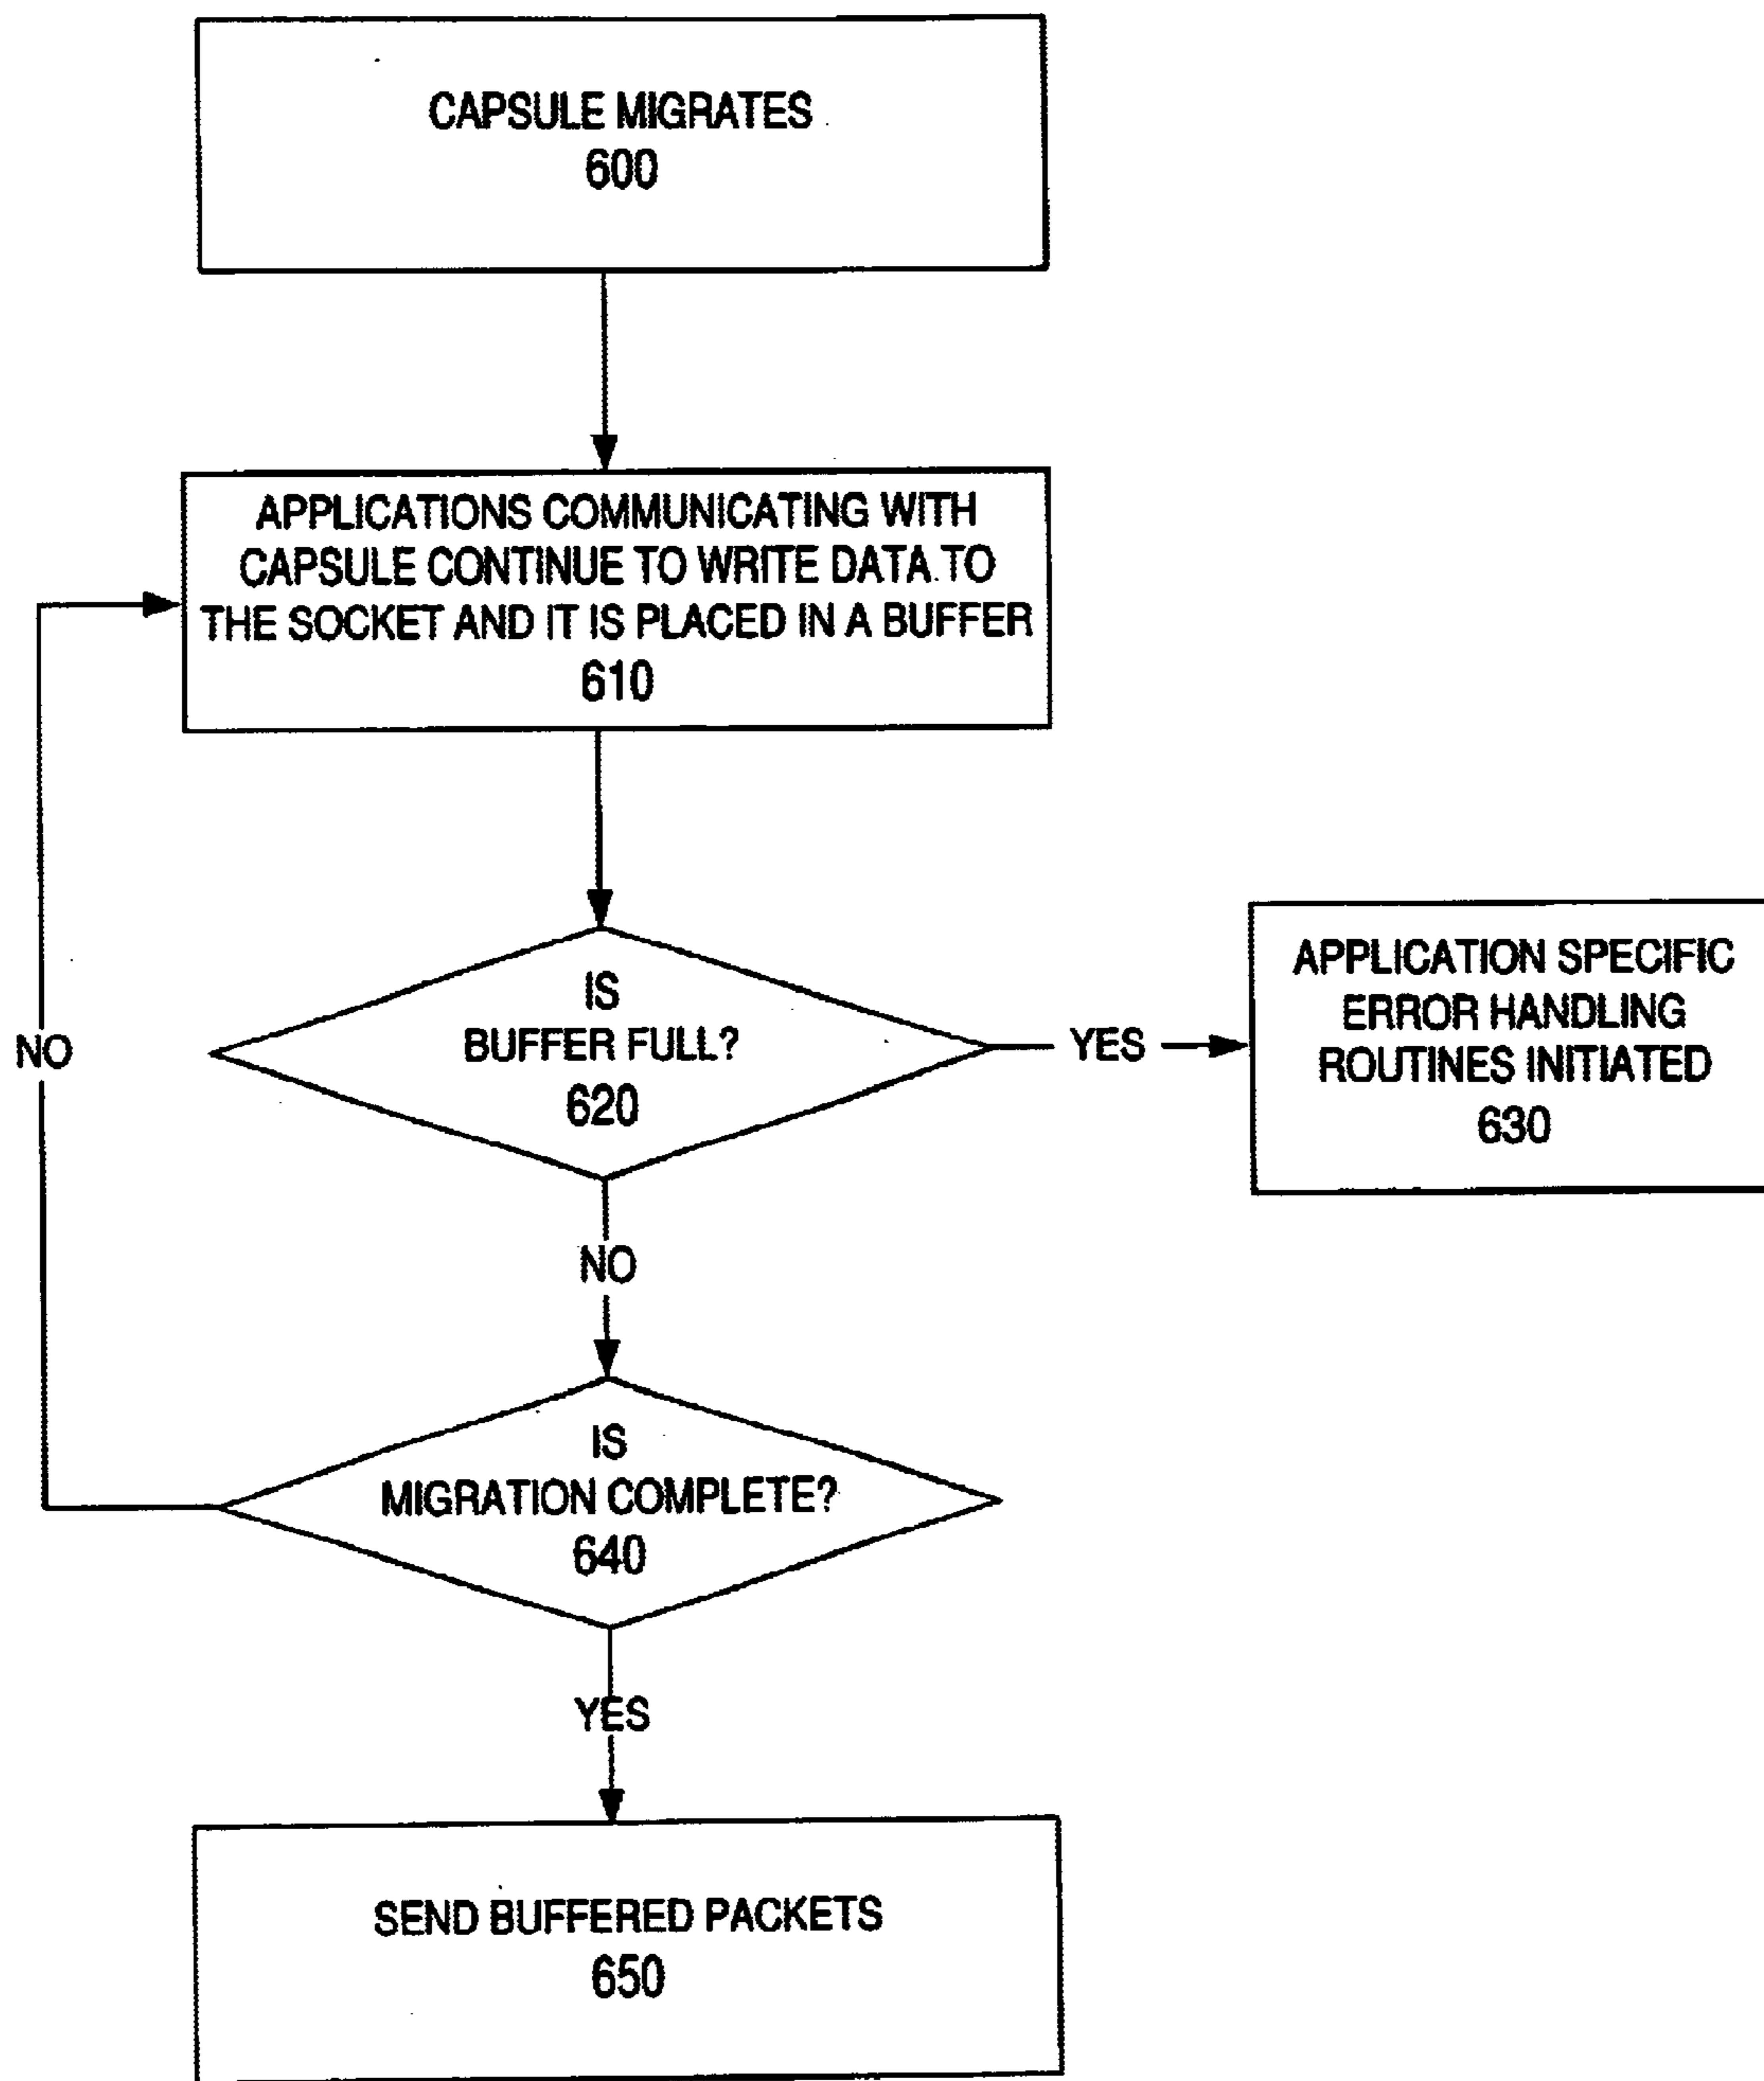 CAPSULE MIGRATES
600
APPLICATIONS COMMUNICATING WITH
CAPSULE CONTINUE TO WRITE DATA TO
THE SOCKET AND IT IS PLACED IN A BUFFER
610
IS
BUFFER FULL?
620
YES
APPLICATION SPECIFIC
ERROR HANDLING
ROUTINES INITIATED
630
NO
NO
IS
MIGRATION COMPLETE?
640
YES
SEND BUFFERED PACKETS
650